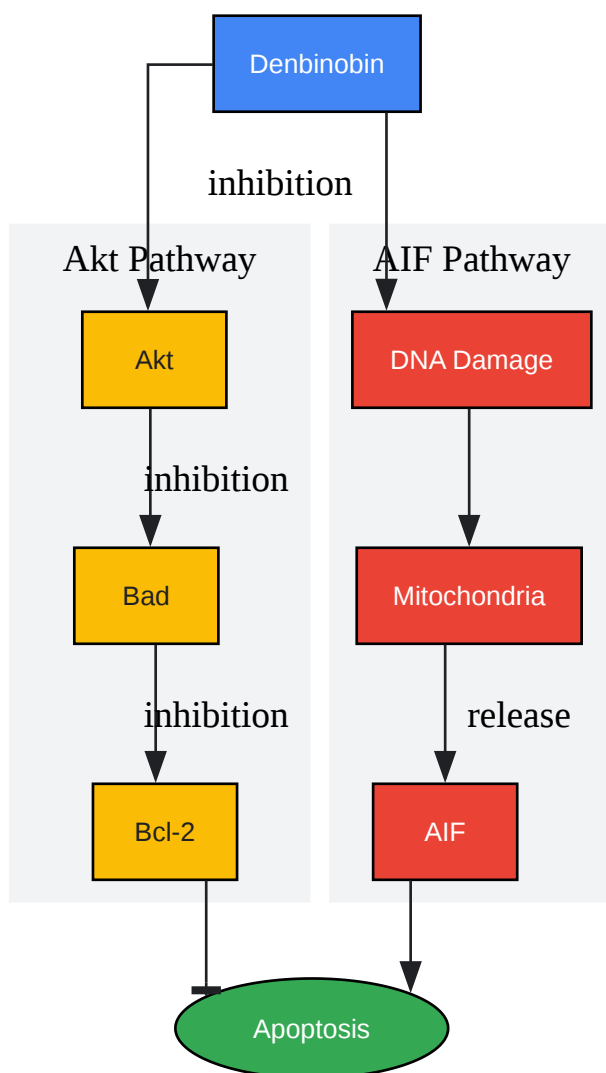 Denbinobin
inhibition
Akt Pathway
AIF Pathway
Akt
DNA Damage
inhibition
Bad
Mitochondria
inhibition
release
Bcl-2
AIF
Apoptosis